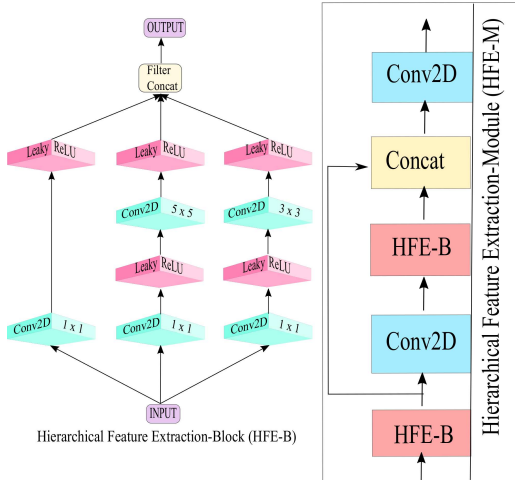 OUTPUT
Filter
Concat
Leaky ReLU
Leaky ReLU
Leaky ReLU
Conv2D 5 x 5
Conv2D 3 x 3
Leaky ReLU
Leaky ReLU
Conv2D 1 x 1
Conv2D 1 x 1
Conv2D 1 x 1
INPUT
Hierarchical Feature Extraction-Block (HFE-B)
Conv2D
Concat
HFE-B
Conv2D
HFE-B
Hierarchical Feature Extraction-Module (HFE-M)